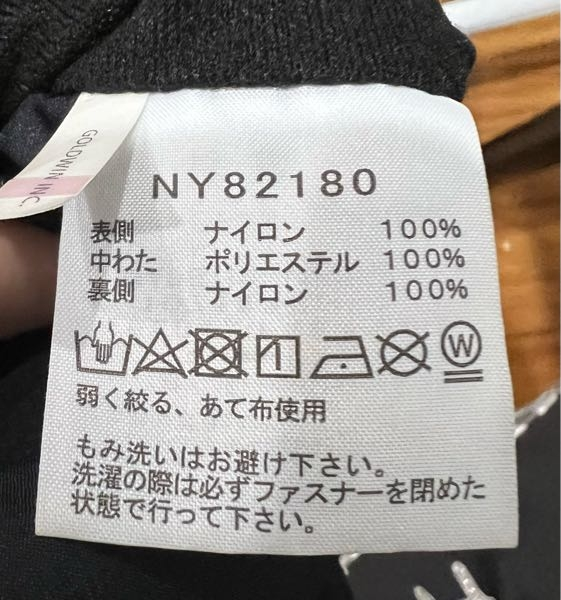 GOLDWIN INC.
NY82180
表側 ナイロン 100%
中わた ポリエステル 100%
裏側 ナイロン 100%
W
弱く絞る、あて布使用
もみ洗いはお避け下さい。
洗濯の際は必ずファスナーを閉めた
状態で行って下さい。